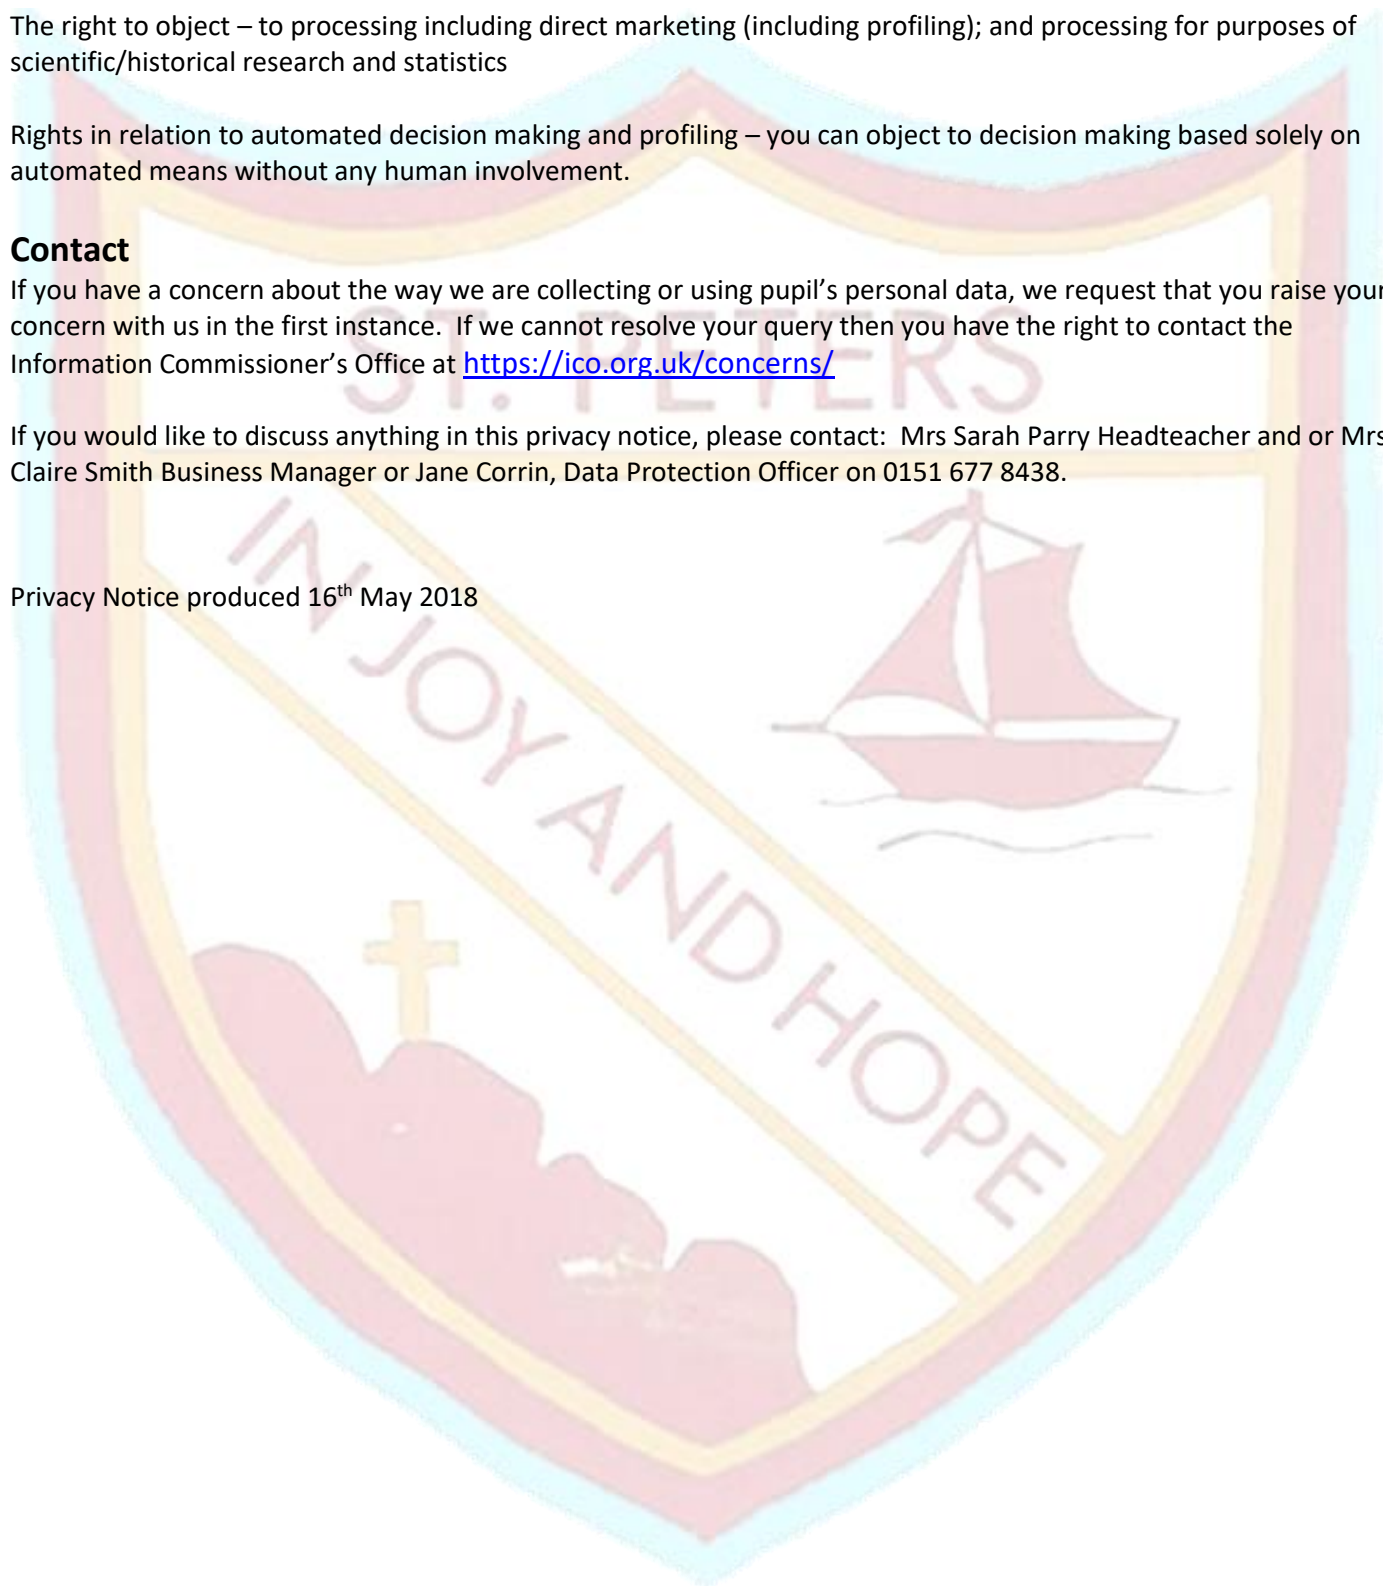 The right to object – to processing including direct marketing (including profiling); and processing for purposes of
scientific/historical research and statistics
Rights in relation to automated decision making and profiling – you can object to decision making based solely on
automated means without any human involvement.
Contact
If you have a concern about the way we are collecting or using pupil’s personal data, we request that you raise your
concern with us in the first instance.  If we cannot resolve your query then you have the right to contact the
Information Commissioner’s Office at https://ico.org.uk/concerns/
If you would like to discuss anything in this privacy notice, please contact:  Mrs Sarah Parry Headteacher and or Mrs
Claire Smith Business Manager or Jane Corrin, Data Protection Officer on 0151 677 8438.
Privacy Notice produced 16th May 2018
ST. PETERS
IN JOY AND HOPE